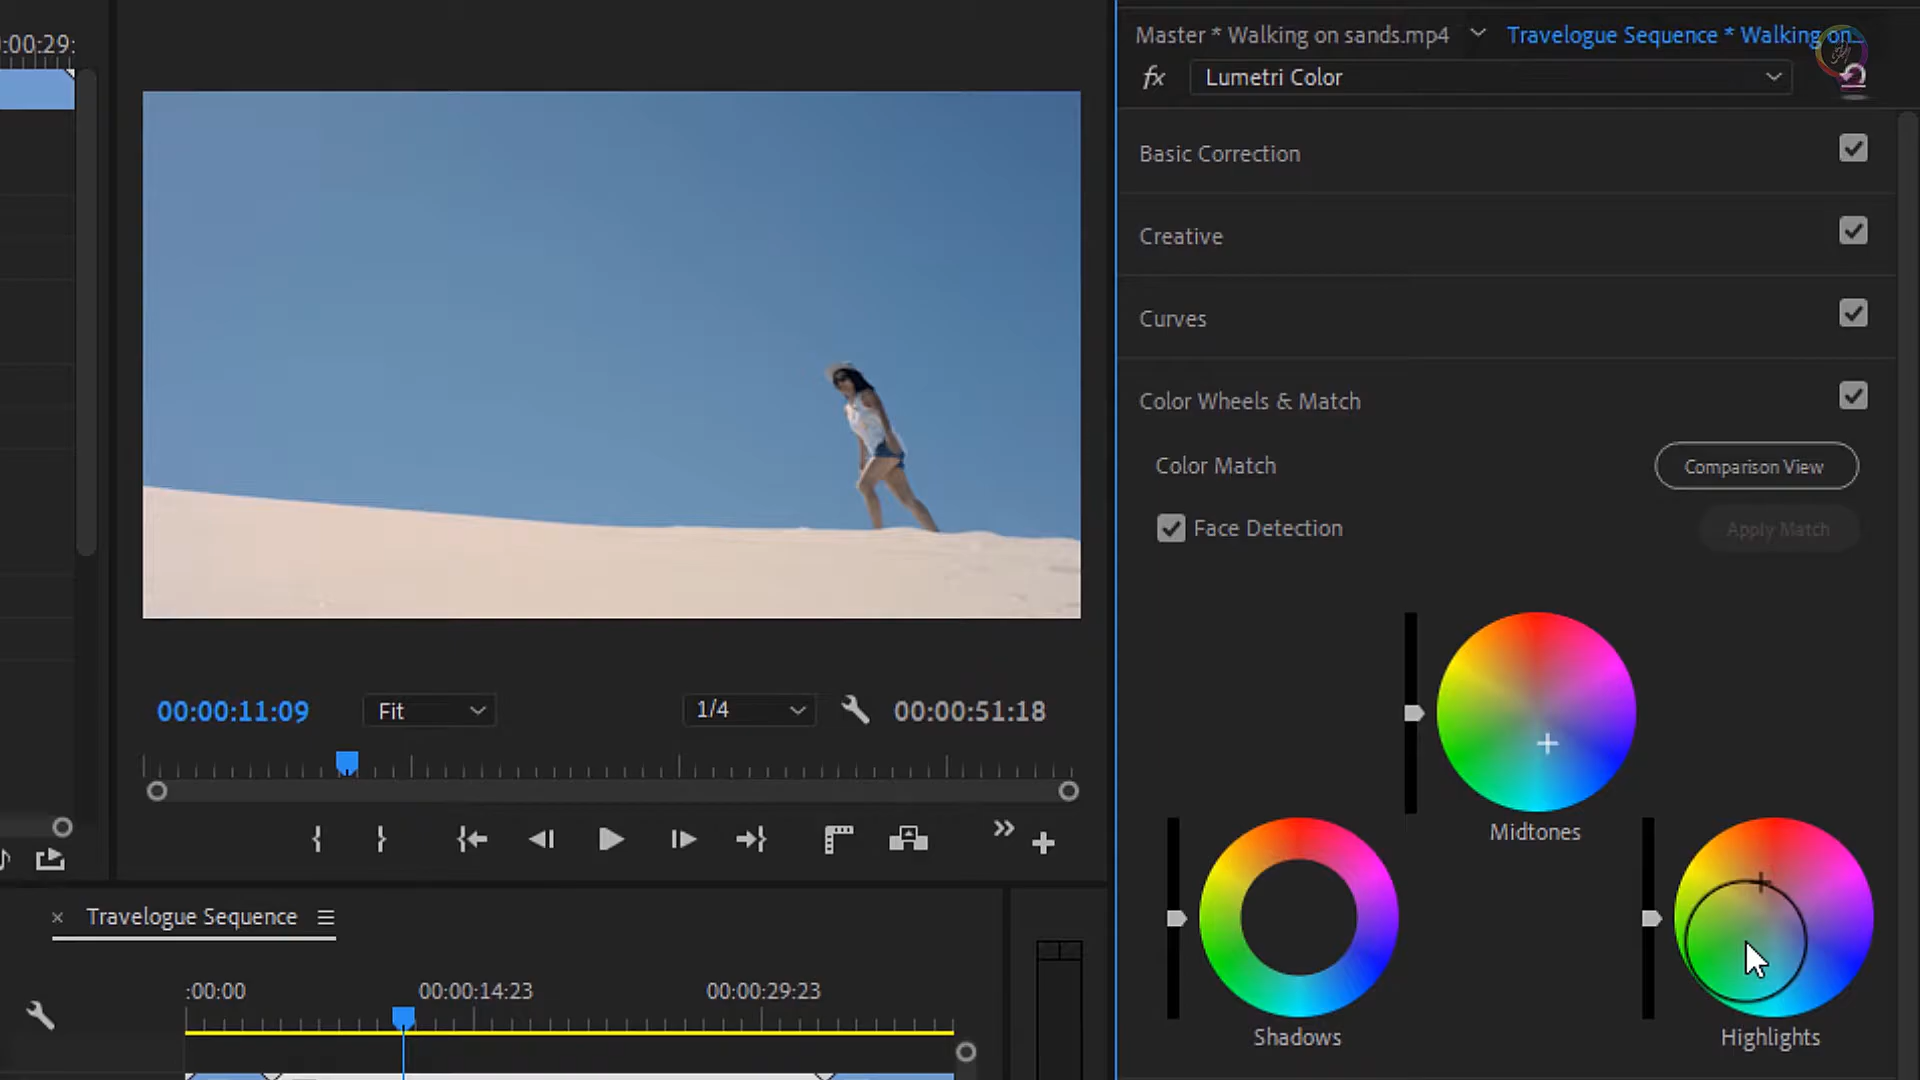 0:00:29:
Master * Walking on sands.mp4
Travelogue Sequence * Walking on...
fx
Lumetri Color
Basic Correction
Creative
Curves
Color Wheels & Match
Color Match
Comparison View
Face Detection
Apply Match
00:00:11:09
Fit
1/4
00:00:51:18
Midtones
Shadows
Highlights
Travelogue Sequence
:00:00
00:00:14:23
00:00:29:23